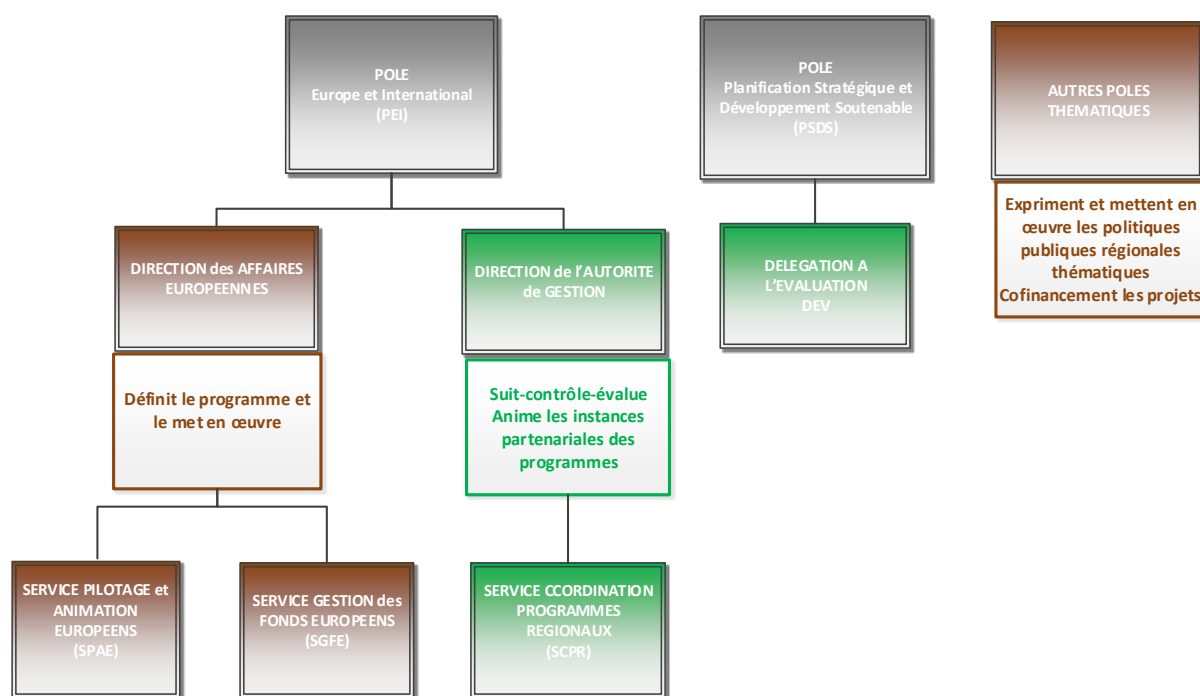 POLE
Europe et International
(PEI)
POLE
Planification Stratégique et
Développement Soutenable
(PSDS)
AUTRES POLES
THEMATIQUES
Expriment et mettent en
œuvre les politiques
publiques régionales
thématiques
Cofinancement les projets
DIRECTION des AFFAIRES
EUROPEENNES
DIRECTION de l’AUTORITE
de GESTION
DELEGATION A
L’EVALUATION
DEV
Définit le programme et
le met en œuvre
Suit-contrôle-évalue
Anime les instances
partenariales des
programmes
SERVICE PILOTAGE et
ANIMATION
EUROPEENS
(SPAE)
SERVICE GESTION des
FONDS EUROPEENS
(SGFE)
SERVICE CCORDINATION
PROGRAMMES
REGIONAUX
(SCPR)